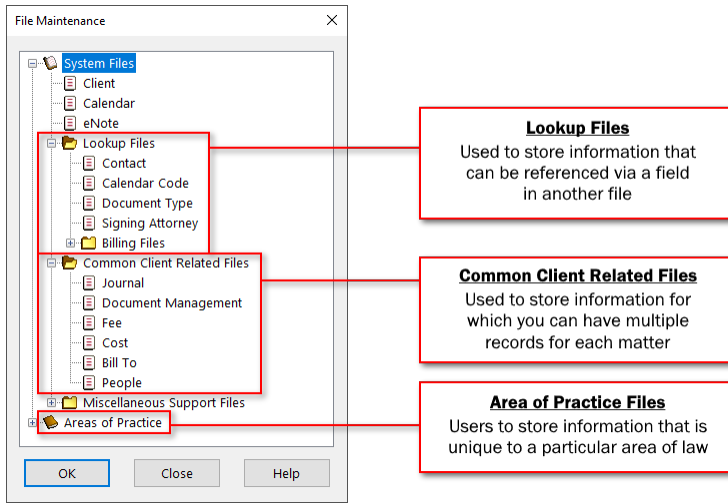 File Maintenance
System Files
Client
Calendar
eNote
Lookup Files
Contact
Calendar Code
Document Type
Signing Attorney
Billing Files
Common Client Related Files
Journal
Document Management
Fee
Cost
Bill To
People
Miscellaneous Support Files
Areas of Practice
OK
Close
Help
Lookup Files
Used to store information that
can be referenced via a field
in another file
Common Client Related Files
Used to store information for
which you can have multiple
records for each matter
Area of Practice Files
Users to store information that is
unique to a particular area of law